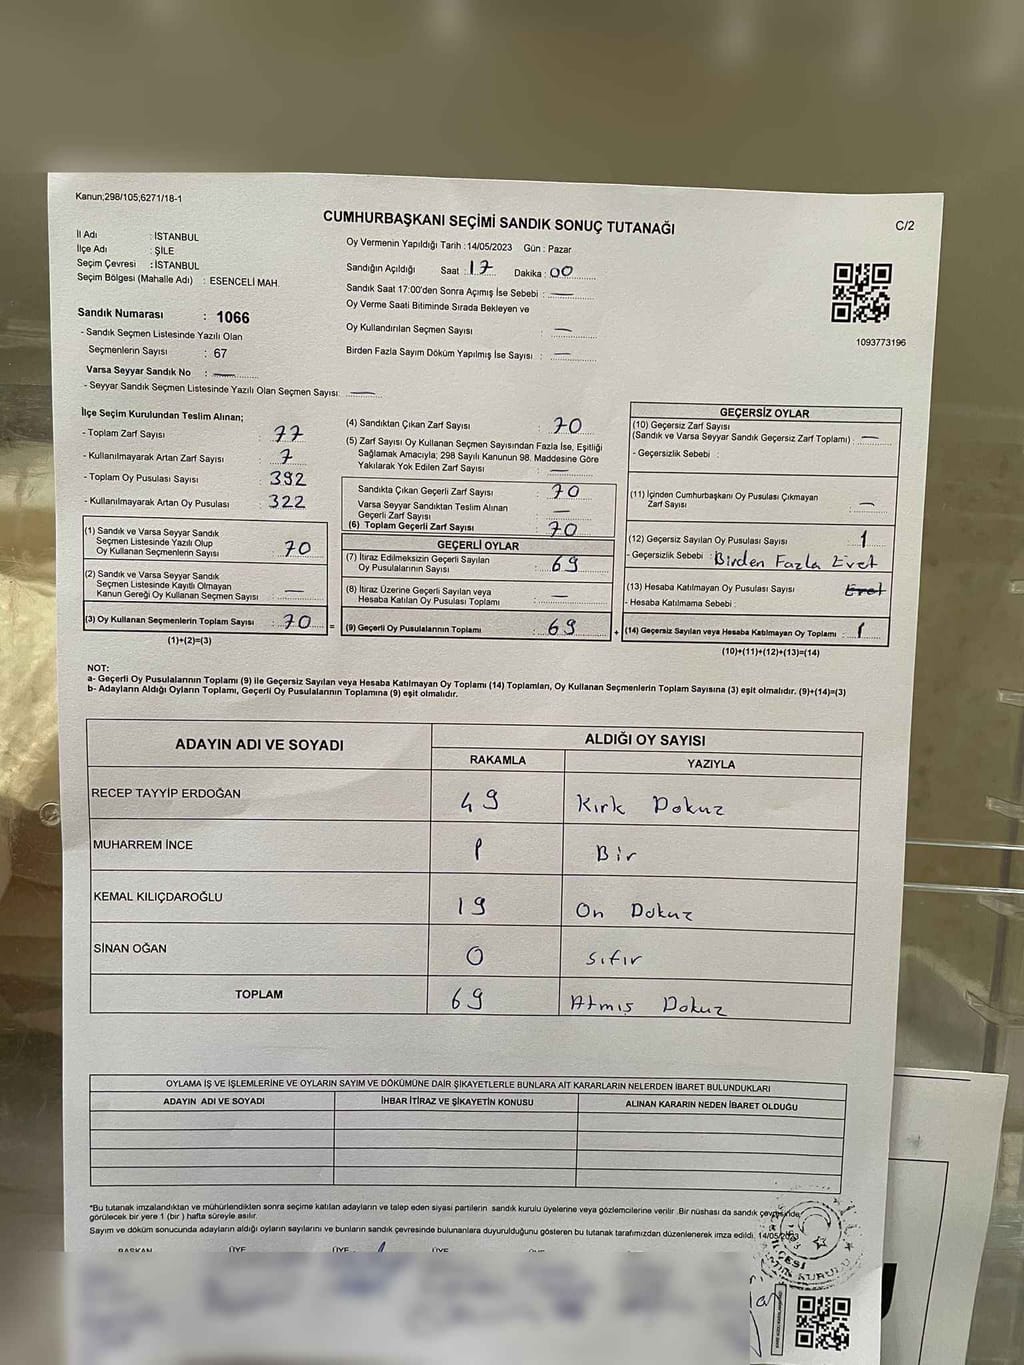 Kanun;298/105,6271/18-1
CUMHURBAŞKANI SEÇİMİ SANDIK SONUÇ TUTANAĞI
C/2
İl Adı : İSTANBUL
İlçe Adı : ŞİLE
Seçim Çevresi : İSTANBUL
Seçim Bölgesi (Mahalle Adı) : ESENCELİ MAH.
Oy Vermenin Yapıldığı Tarih : 14/05/2023 Gün : Pazar
Sandığın Açıldığı Saat : 17 Dakika : 00
Sandık Saat 17:00'den Sonra Açımış İse Sebebi : —
Oy Verme Saati Bitiminde Sırada Bekleyen ve
Oy Kullandırılan Seçmen Sayısı : —
Birden Fazla Sayım Döküm Yapılmış İse Sayısı : —
1093773196
Sandık Numarası : 1066
- Sandık Seçmen Listesinde Yazılı Olan
Seçmenlerin Sayısı : 67
Varsa Seyyar Sandık No : —
- Seyyar Sandık Seçmen Listesinde Yazılı Olan Seçmen Sayısı: —
İlçe Seçim Kurulundan Teslim Alınan;
- Toplam Zarf Sayısı : 77
- Kullanılmayarak Artan Zarf Sayısı : 7
- Toplam Oy Pusulası Sayısı : 392
- Kullanılmayarak Artan Oy Pusulası : 322
(1) Sandık ve Varsa Seyyar Sandık
Seçmen Listesinde Yazılı Olup
Oy Kullanan Seçmenlerin Sayısı : 70
(2) Sandık ve Varsa Seyyar Sandık
Seçmen Listesinde Kayıtlı Olmayan
Kanun Gereği Oy Kullanan Seçmen Sayısı : —
(3) Oy Kullanan Seçmenlerin Toplam Sayısı : 70 =
(1)+(2)=(3)
(4) Sandıktan Çıkan Zarf Sayısı : 70
(5) Zarf Sayısı Oy Kullanan Seçmen Sayısından Fazla İse, Eşitliği
Sağlamak Amacıyla; 298 Sayılı Kanunun 98. Maddesine Göre
Yakılarak Yok Edilen Zarf Sayısı : —
Sandıkta Çıkan Geçerli Zarf Sayısı : 70
Varsa Seyyar Sandıktan Teslim Alınan
Geçerli Zarf Sayısı : —
(6) Toplam Geçerli Zarf Sayısı : 70
GEÇERLİ OYLAR
(7) İtiraz Edilmeksizin Geçerli Sayılan
Oy Pusulalarının Sayısı : 69
(8) İtiraz Üzerine Geçerli Sayılan veya
Hesaba Katılan Oy Pusulası Toplamı : —
(9) Geçerli Oy Pusulalarının Toplamı : 69 +
GEÇERSİZ OYLAR
(10) Geçersiz Zarf Sayısı
(Sandık ve Varsa Seyyar Sandık Geçersiz Zarf Toplamı) : —
- Geçersizlik Sebebi :
(11) İçinden Cumhurbaşkanı Oy Pusulası Çıkmayan
Zarf Sayısı : —
(12) Geçersiz Sayılan Oy Pusulası Sayısı : 1
- Geçersizlik Sebebi : Birden Fazla Evet
(13) Hesaba Katılmayan Oy Pusulası Sayısı : Evet
- Hesaba Katılmama Sebebi :
(14) Geçersiz Sayılan veya Hesaba Katılmayan Oy Toplamı : 1
(10)+(11)+(12)+(13)=(14)
NOT:
a- Geçerli Oy Pusulalarının Toplamı (9) ile Geçersiz Sayılan veya Hesaba Katılmayan Oy Toplamı (14) Toplamları, Oy Kullanan Seçmenlerin Toplam Sayısına (3) eşit olmalıdır. (9)+(14)=(3)
b- Adayların Aldığı Oyların Toplamı, Geçerli Oy Pusulalarının Toplamına (9) eşit olmalıdır.
ADAYIN ADI VE SOYADI
ALDIĞI OY SAYISI
RAKAMLA YAZIYLA
RECEP TAYYİP ERDOĞAN 49 Kırk Dokuz
MUHARREM İNCE 1 Bir
KEMAL KILIÇDAROĞLU 19 On Dokuz
SİNAN OĞAN 0 sıfır
TOPLAM 69 Atmış Dokuz
OYLAMA İŞ VE İŞLEMLERİNE VE OYLARIN SAYIM VE DÖKÜMÜNE DAİR ŞİKAYETLERLE BUNLARA AİT KARARLARIN NELERDEN İBARET BULUNDUKLARI
ADAYIN ADI VE SOYADI İHBAR İTİRAZ VE ŞİKAYETİN KONUSU ALINAN KARARIN NEDEN İBARET OLDUĞU
*Bu tutanak imzalandıktan ve mühürlendikten sonra seçime katılan adayların ve talep eden siyasi partilerin sandık kurulu üyelerine veya gözlemcilerine verilir .Bir nüshası da sandık çevresinde
görülecek bir yere 1 (bir ) hafta süreyle asılır.
Sayım ve döküm sonucunda adayların aldığı oyların sayılarını ve bunların sandık çevresinde bulunanlara duyurulduğunu gösteren bu tutanak tarafımızdan düzenlenerek imza edildi. 14/05/2023
BAŞKAN ÜYE ÜYE ÜYE